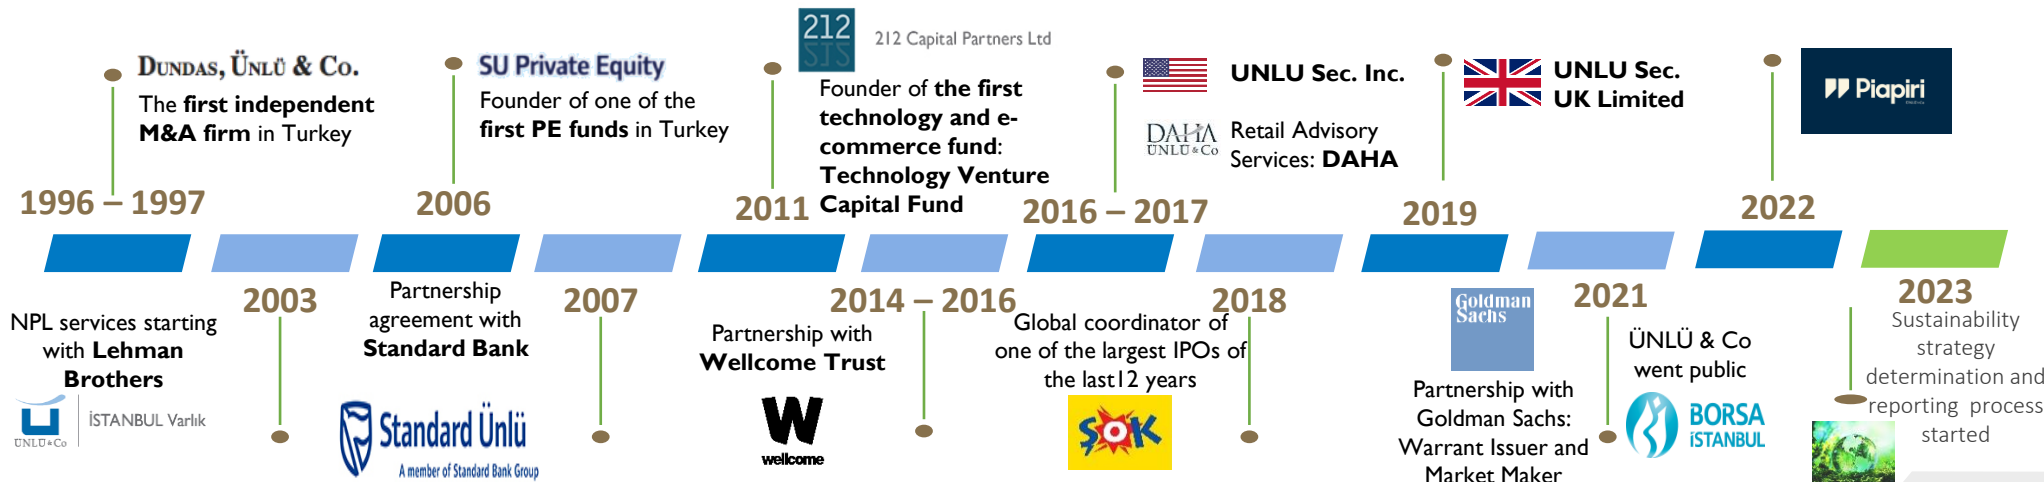 DUNDAS, ÜNLÜ & CO.
The first independent
M&A firm in Turkey
1996 – 1997
SU Private Equity
Founder of one of the
first PE funds in Turkey
2006
212
212 Capital Partners Ltd
Founder of the first
technology and e-
commerce fund:
Technology Venture
Capital Fund
2011
UNLU Sec. Inc.
DAHA
ÜNLÜ & Co
Retail Advisory
Services: DAHA
2016 – 2017
UNLU Sec.
UK Limited
2019
Piapiri
2022
NPL services starting
with Lehman
Brothers
ÜNLÜ & Co
İSTANBUL Varlık
2003
Partnership
agreement with
Standard Bank
Standard Ünlü
A member of Standard Bank Group
2007
Partnership with
Wellcome Trust
W
wellcome
2014 – 2016
Global coordinator of
one of the largest IPOs of
the last12 years
ŞOK
2018
Goldman
Sachs
Partnership with
Goldman Sachs:
Warrant Issuer and
Market Maker
2021
ÜNLÜ & Co
went public
BORSA
İSTANBUL
2023
Sustainability
strategy
determination and
reporting process
started